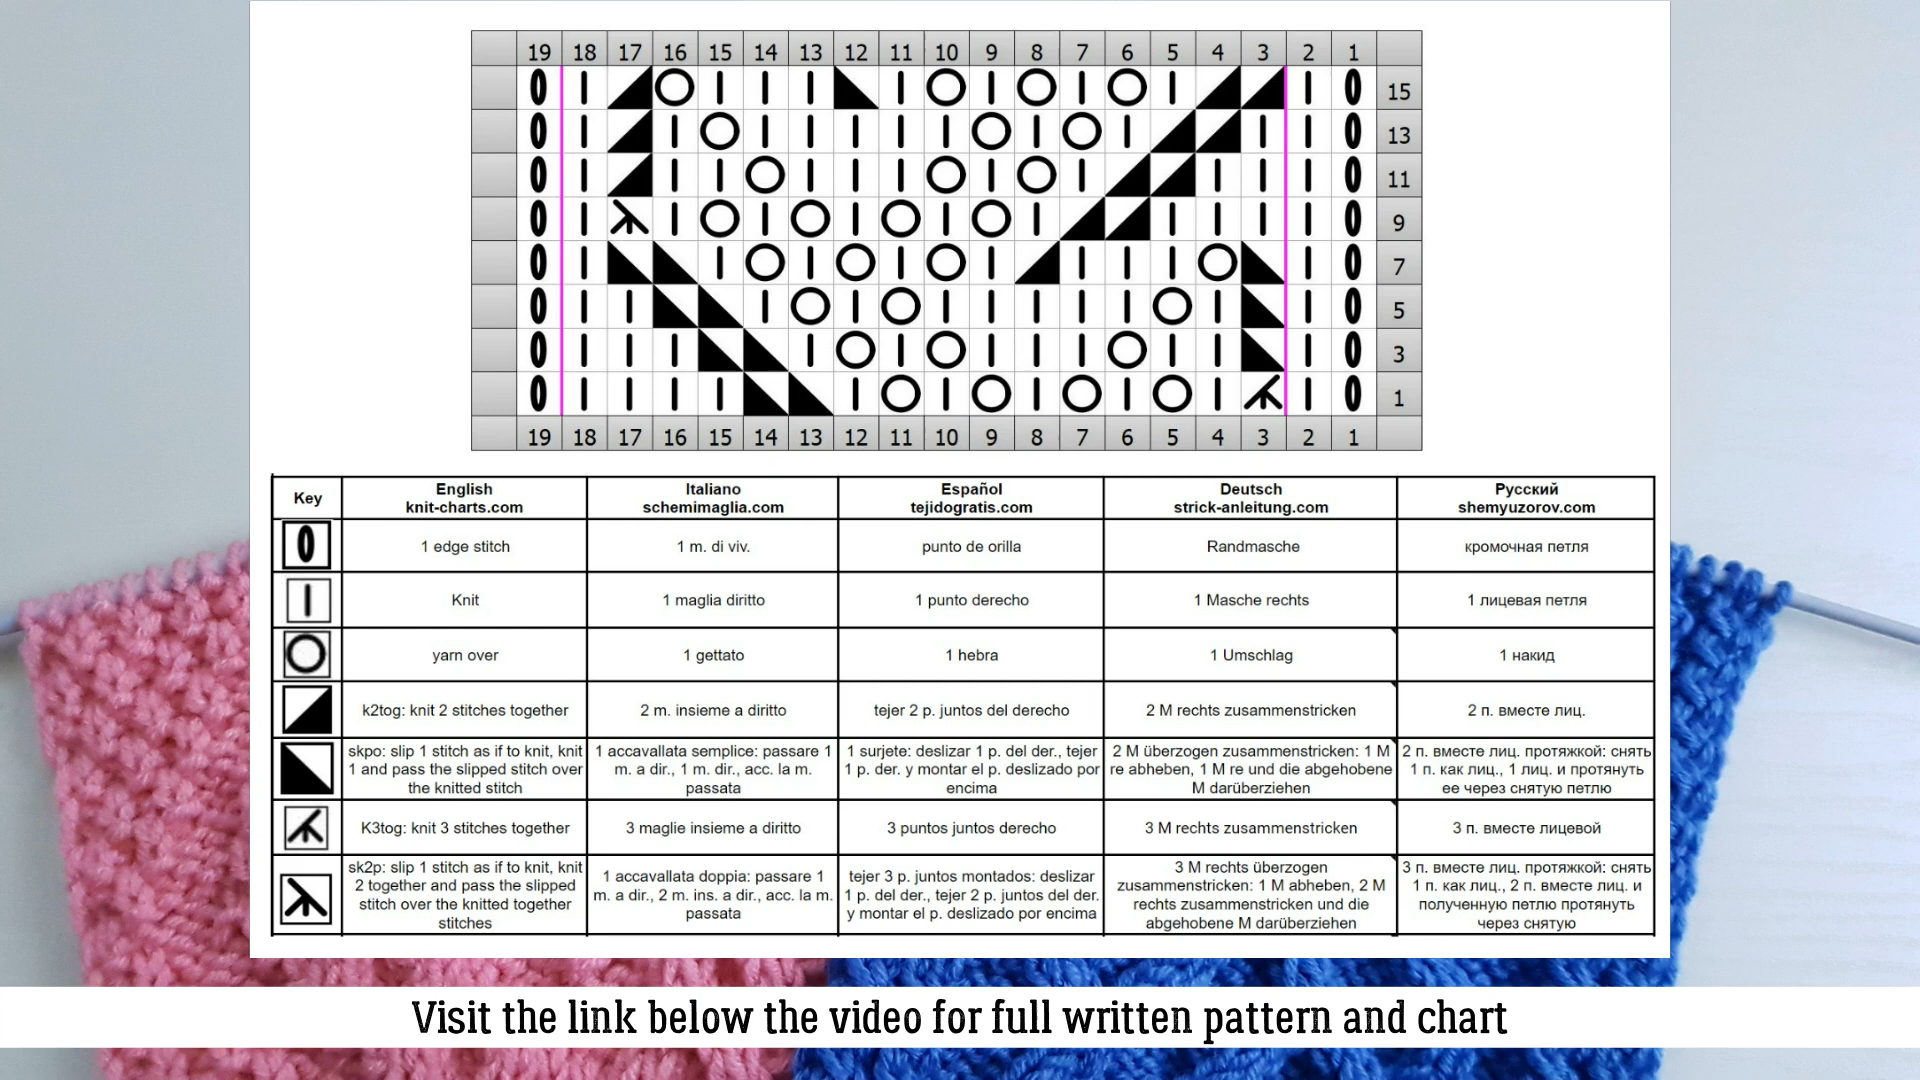 19 18 17 16 15 14 13 12 11 10 9 8 7 6 5 4 3 2 1
15
13
11
9
7
5
3
1
19 18 17 16 15 14 13 12 11 10 9 8 7 6 5 4 3 2 1
Key
English
knit-charts.com
Italiano
schemimaglia.com
Español
tejidogratis.com
Deutsch
strick-anleitung.com
Русский
shemyuzorov.com
1 edge stitch
1 m. di viv.
punto de orilla
Randmasche
кромочная петля
Knit
1 maglia diritto
1 punto derecho
1 Masche rechts
1 лицевая петля
yarn over
1 gettato
1 hebra
1 Umschlag
1 накид
k2tog: knit 2 stitches together
2 m. insieme a diritto
tejer 2 p. juntos del derecho
2 M rechts zusammenstricken
2 п. вместе лиц.
skpo: slip 1 stitch as if to knit, knit
1 and pass the slipped stitch over
the knitted stitch
1 accavallata semplice: passare 1
m. a dir., 1 m. dir., acc. la m.
passata
1 surjete: deslizar 1 p. del der., tejer
1 p. der. y montar el p. deslizado por
encima
2 M überzogen zusammenstricken: 1 M
re abheben, 1 M re und die abgehobene
M darüberziehen
2 п. вместе лиц. протяжкой: снять
1 п. как лиц., 1 лиц. и протянуть
ее через снятую петлю
K3tog: knit 3 stitches together
3 maglie insieme a diritto
3 puntos juntos derecho
3 M rechts zusammenstricken
3 п. вместе лицевой
sk2p: slip 1 stitch as if to knit, knit
2 together and pass the slipped
stitch over the knitted together
stitches
1 accavallata doppia: passare 1
m. a dir., 2 m. ins. a dir., acc. la m.
passata
tejer 3 p. juntos montados: deslizar
1 p. del der., tejer 2 p. juntos del der.
y montar el p. deslizado por encima
3 M rechts überzogen
zusammenstricken: 1 M abheben, 2 M
rechts zusammenstricken und die
abgehobene M darüberziehen
3 п. вместе лиц. протяжкой: снять
1 п. как лиц., 2 п. вместе лиц. и
полученную петлю протянуть
через снятую
Visit the link below the video for full written pattern and chart